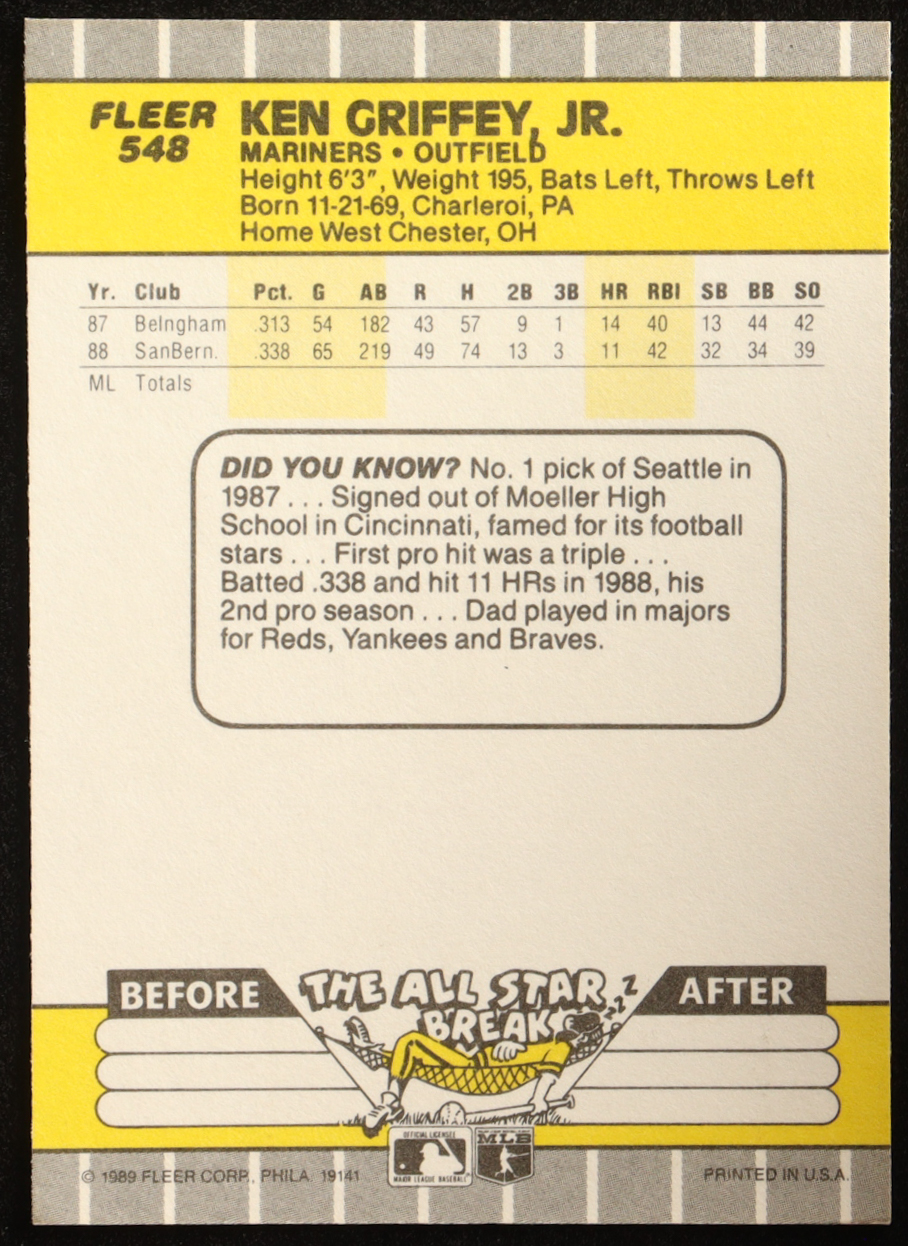 FLEER
548
KEN GRIFFEY, JR.
MARINERS • OUTFIELD
Height 6'3", Weight 195, Bats Left, Throws Left
Born 11-21-69, Charleroi, PA
Home West Chester, OH
Yr. Club Pct. G AB R H 2B 3B HR RBI SB BB SO
87 Belngham .313 54 182 43 57 9 1 14 40 13 44 42
88 SanBern. .338 65 219 49 74 13 3 11 42 32 34 39
ML Totals
DID YOU KNOW? No. 1 pick of Seattle in
1987 . . . Signed out of Moeller High
School in Cincinnati, famed for its football
stars . . . First pro hit was a triple . . .
Batted .338 and hit 11 HRs in 1988, his
2nd pro season . . . Dad played in majors
for Reds, Yankees and Braves.
BEFORE
THE ALL STAR
BREAK
zzZ
AFTER
OFFICIAL LICENSEE
MAJOR LEAGUE BASEBALL
MLB
© 1989 FLEER CORP., PHILA. 19141
PRINTED IN U.S.A.